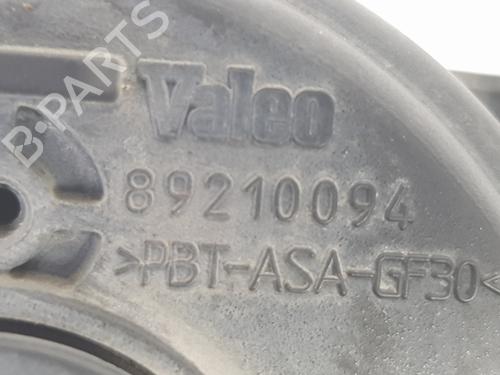 B-PARTS
Valeo
89210094
>PBT-ASA-GF30<